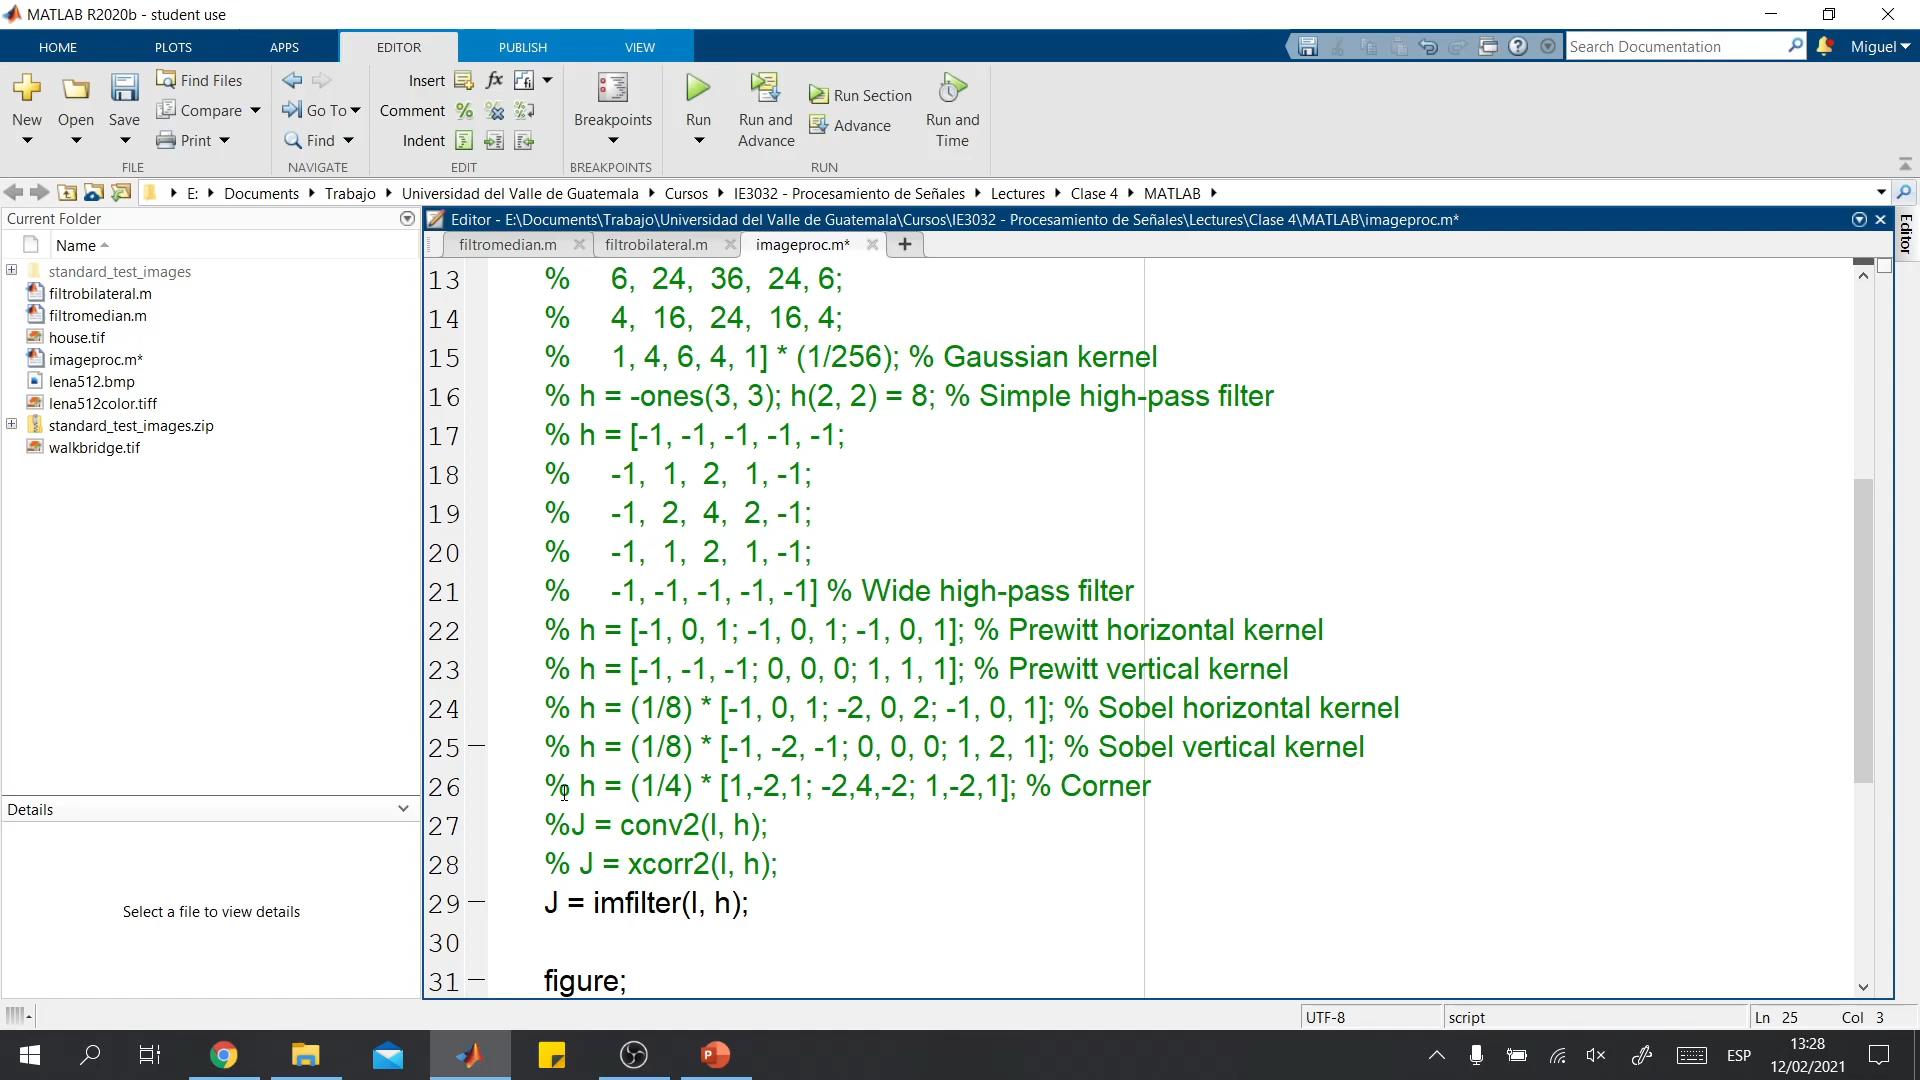 MATLAB R2020b - student use
HOME PLOTS APPS EDITOR PUBLISH VIEW
Search Documentation
Miguel
New
Open
Save
Find Files
Compare
Print
FILE
Go To
Find
NAVIGATE
Insert
fx
Comment
Indent
EDIT
Breakpoints
BREAKPOINTS
Run
Run and Advance
Run Section
Advance
Run and Time
RUN
E: Documents Trabajo Universidad del Valle de Guatemala Cursos IE3032 - Procesamiento de Señales Lectures Clase 4 MATLAB
Current Folder
Name
standard_test_images
filtrobilateral.m
filtromedian.m
house.tif
imageproc.m*
lena512.bmp
lena512color.tiff
standard_test_images.zip
walkbridge.tif
Details
Select a file to view details
Editor - E:\Documents\Trabajo\Universidad del Valle de Guatemala\Cursos\IE3032 - Procesamiento de Señales\Lectures\Clase 4\MATLAB\imageproc.m*
Editor
filtromedian.m filtrobilateral.m imageproc.m*
13 % 6, 24, 36, 24, 6;
14 % 4, 16, 24, 16, 4;
15 % 1, 4, 6, 4, 1] * (1/256); % Gaussian kernel
16 % h = -ones(3, 3); h(2, 2) = 8; % Simple high-pass filter
17 % h = [-1, -1, -1, -1, -1;
18 % -1, 1, 2, 1, -1;
19 % -1, 2, 4, 2, -1;
20 % -1, 1, 2, 1, -1;
21 % -1, -1, -1, -1, -1] % Wide high-pass filter
22 % h = [-1, 0, 1; -1, 0, 1; -1, 0, 1]; % Prewitt horizontal kernel
23 % h = [-1, -1, -1; 0, 0, 0; 1, 1, 1]; % Prewitt vertical kernel
24 % h = (1/8) * [-1, 0, 1; -2, 0, 2; -1, 0, 1]; % Sobel horizontal kernel
25 % h = (1/8) * [-1, -2, -1; 0, 0, 0; 1, 2, 1]; % Sobel vertical kernel
26 % h = (1/4) * [1,-2,1; -2,4,-2; 1,-2,1]; % Corner
27 %J = conv2(I, h);
28 % J = xcorr2(I, h);
29 J = imfilter(I, h);
30
31 figure;
UTF-8 script Ln 25 Col 3
ESP
13:28
12/02/2021